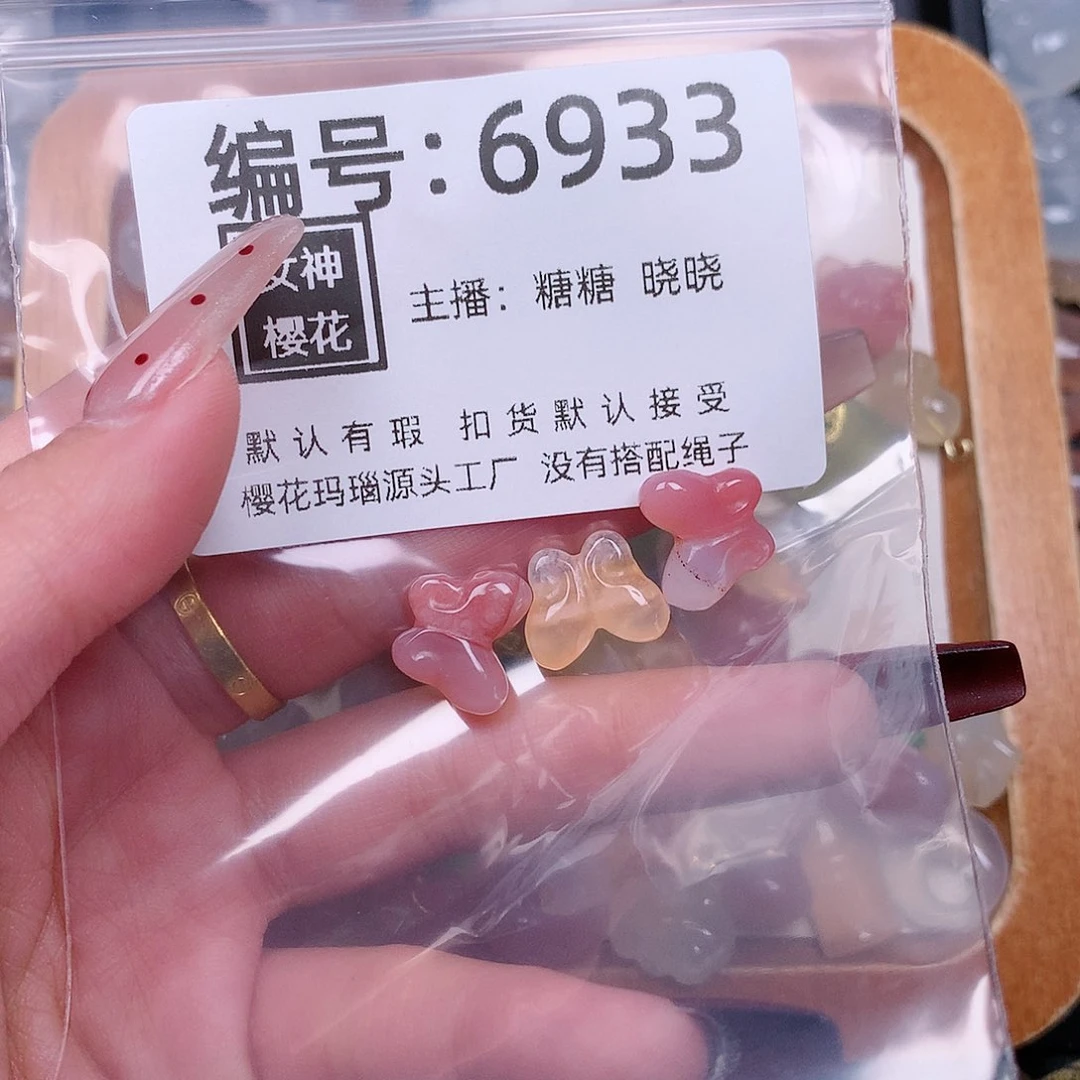 编号:6933
女神
樱花
主播: 糖糖 晓晓
默认有瑕 扣货默认接受
樱花玛瑙源头工厂 没有搭配绳子